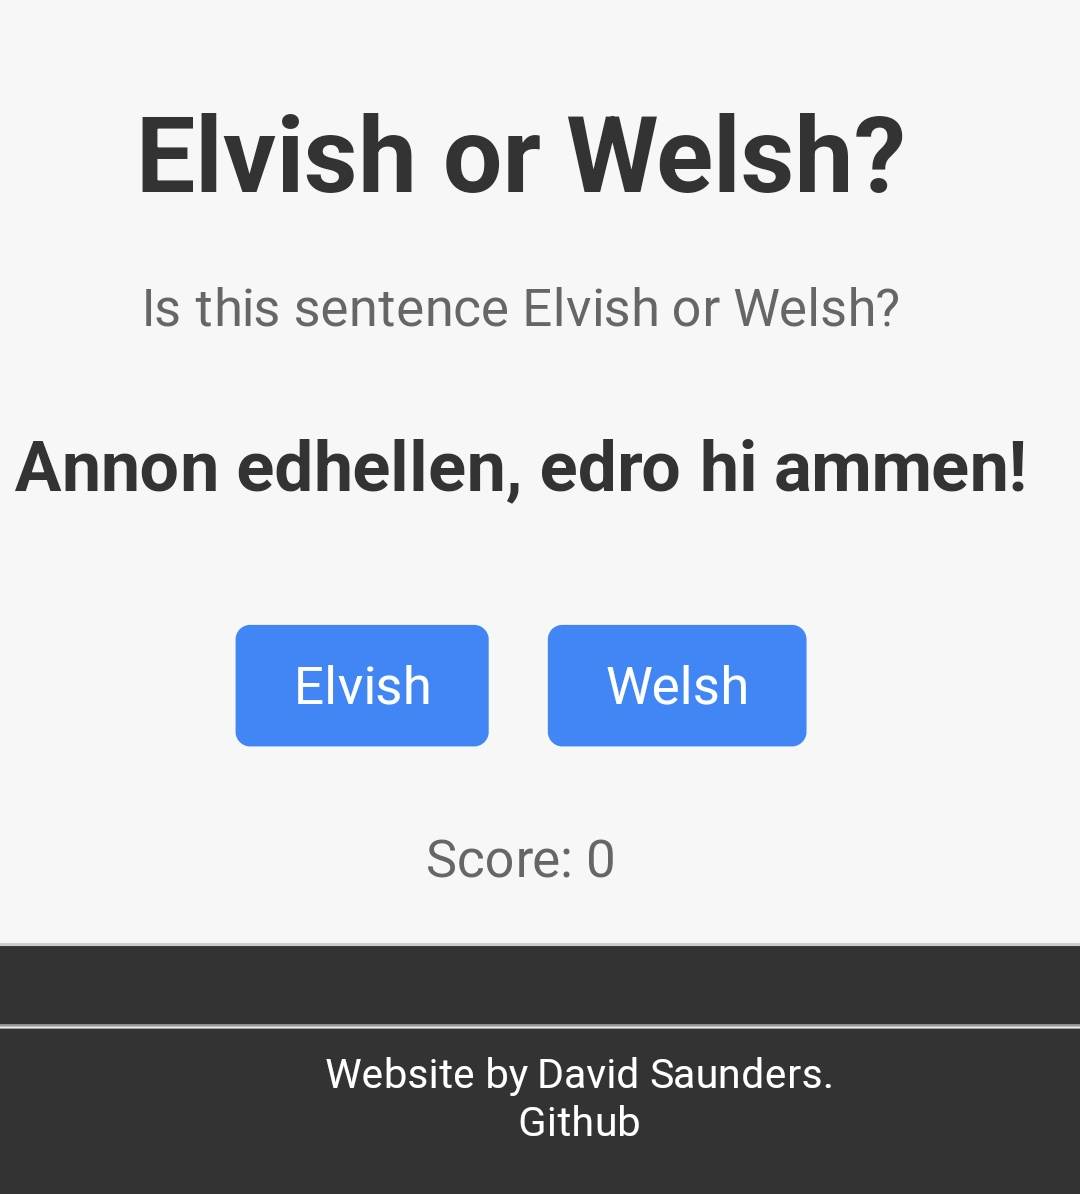 Elvish or Welsh?
Is this sentence Elvish or Welsh?
Annon edhellen, edro hi ammen!
Elvish
Welsh
Score: 0
Website by David Saunders.
Github